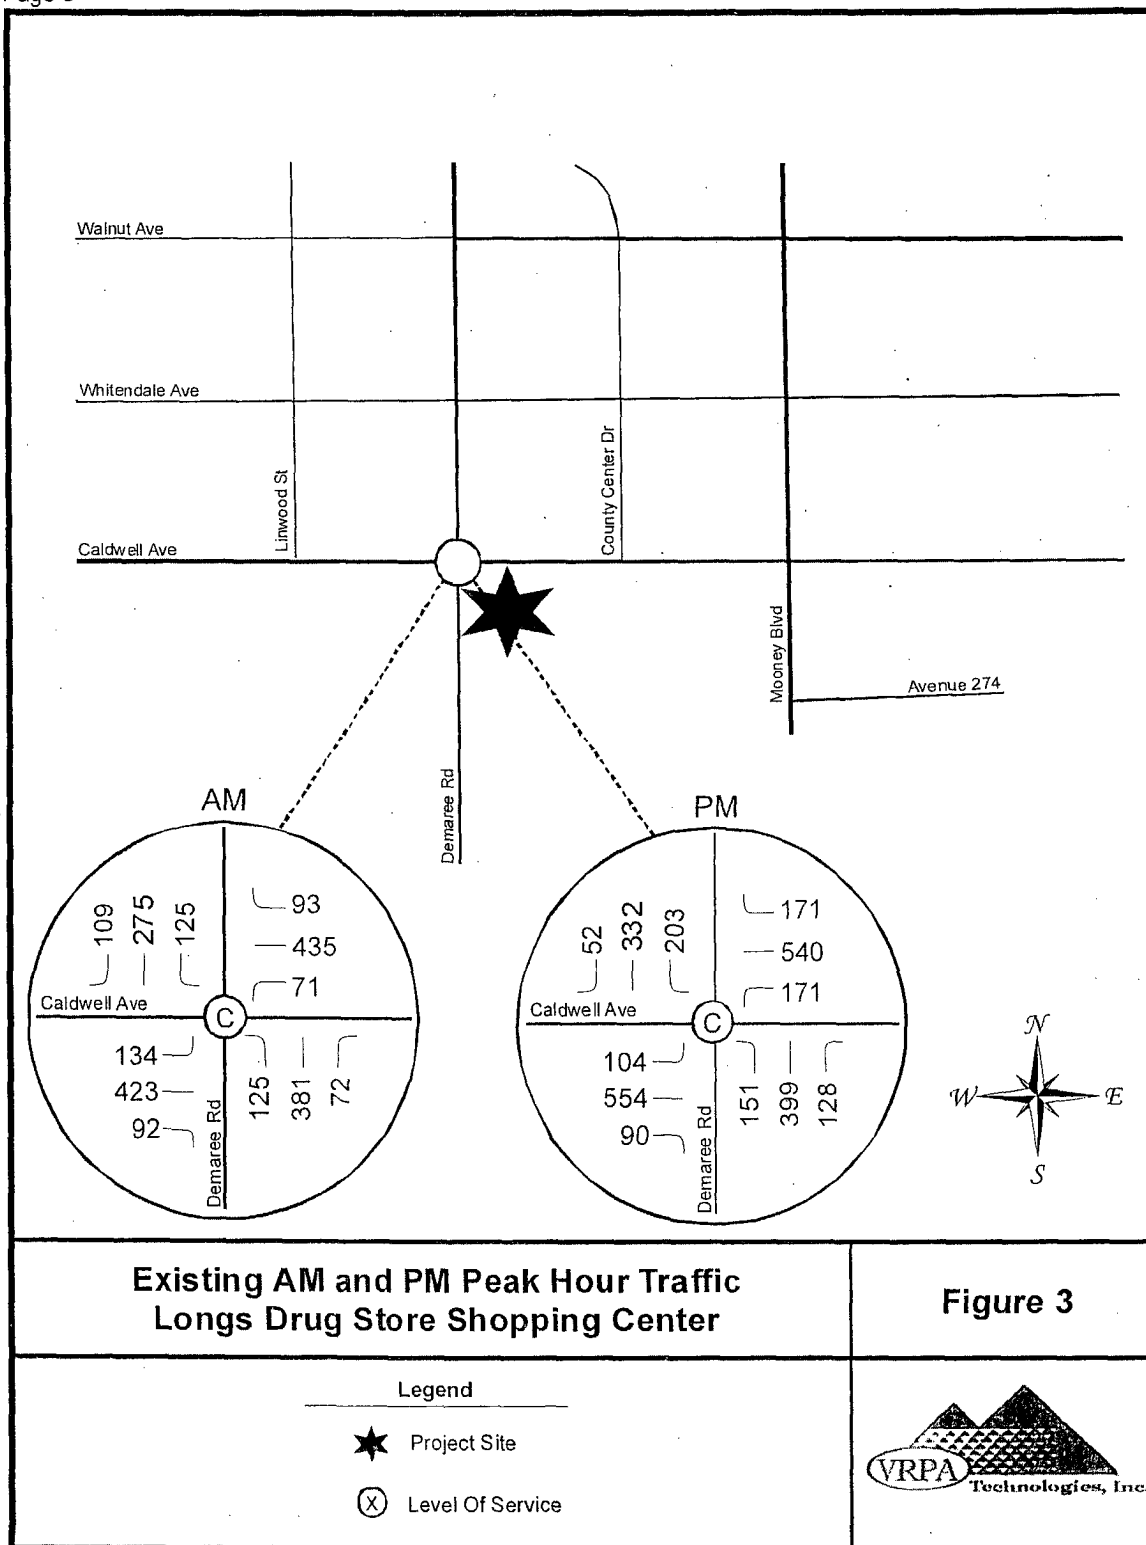 Walnut Ave
Whitendale Ave
Linwood St
County Center Dr
Caldwell Ave
Mooney Blvd
Avenue 274
Demaree Rd
AM
109
275
125
93
435
71
Caldwell Ave
C
134
423
92
Demaree Rd
125
381
72
PM
52
332
203
171
540
171
Caldwell Ave
C
104
554
90
Demaree Rd
151
399
128
N
W
E
S
Existing AM and PM Peak Hour Traffic
Longs Drug Store Shopping Center
Figure 3
Legend
Project Site
X Level Of Service
VRPA
Technologies, Inc.